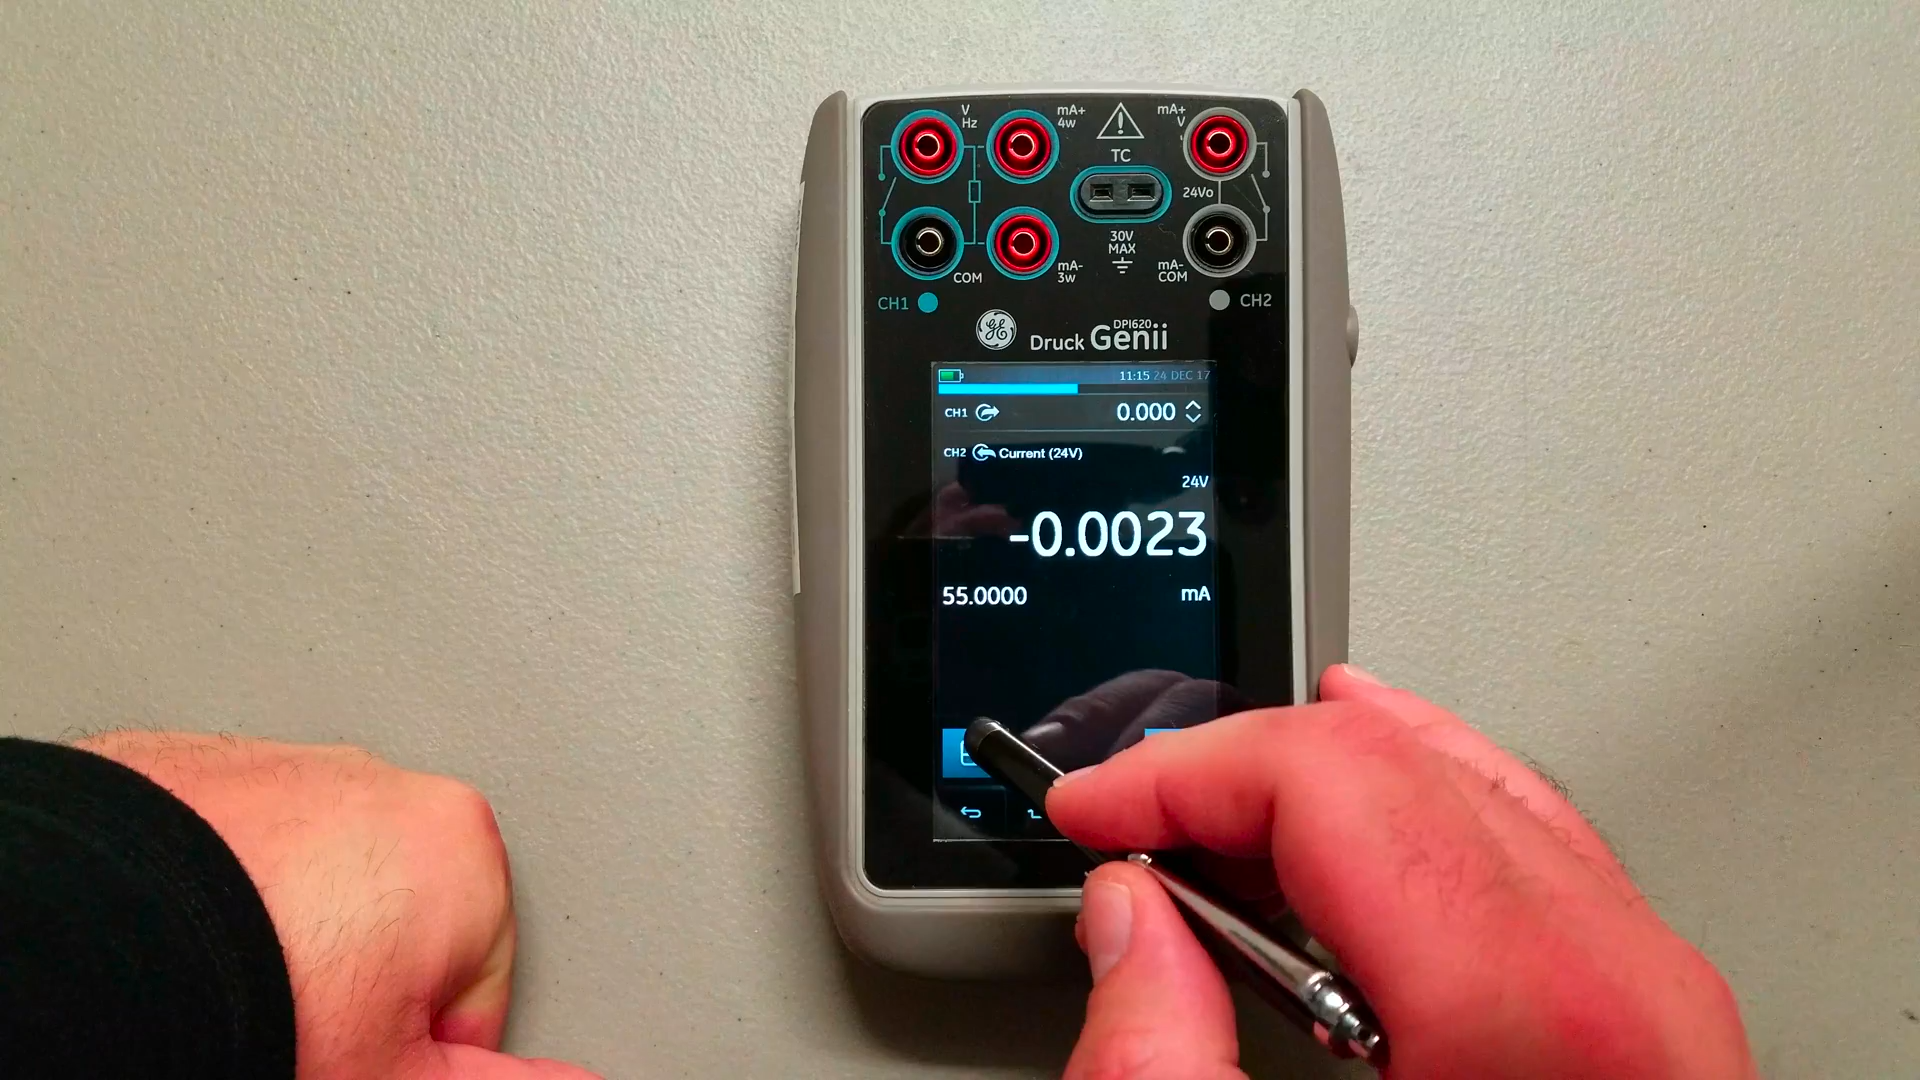 V
Hz
mA+
4w
mA+
V
TC
24Vo
30V
MAX
COM
mA-
3w
mA-
COM
CH1
CH2
GE
DPI620
Druck Genii
11:15 24 DEC 17
CH1 0.000
CH2 Current (24V)
24V
-0.0023
55.0000 mA